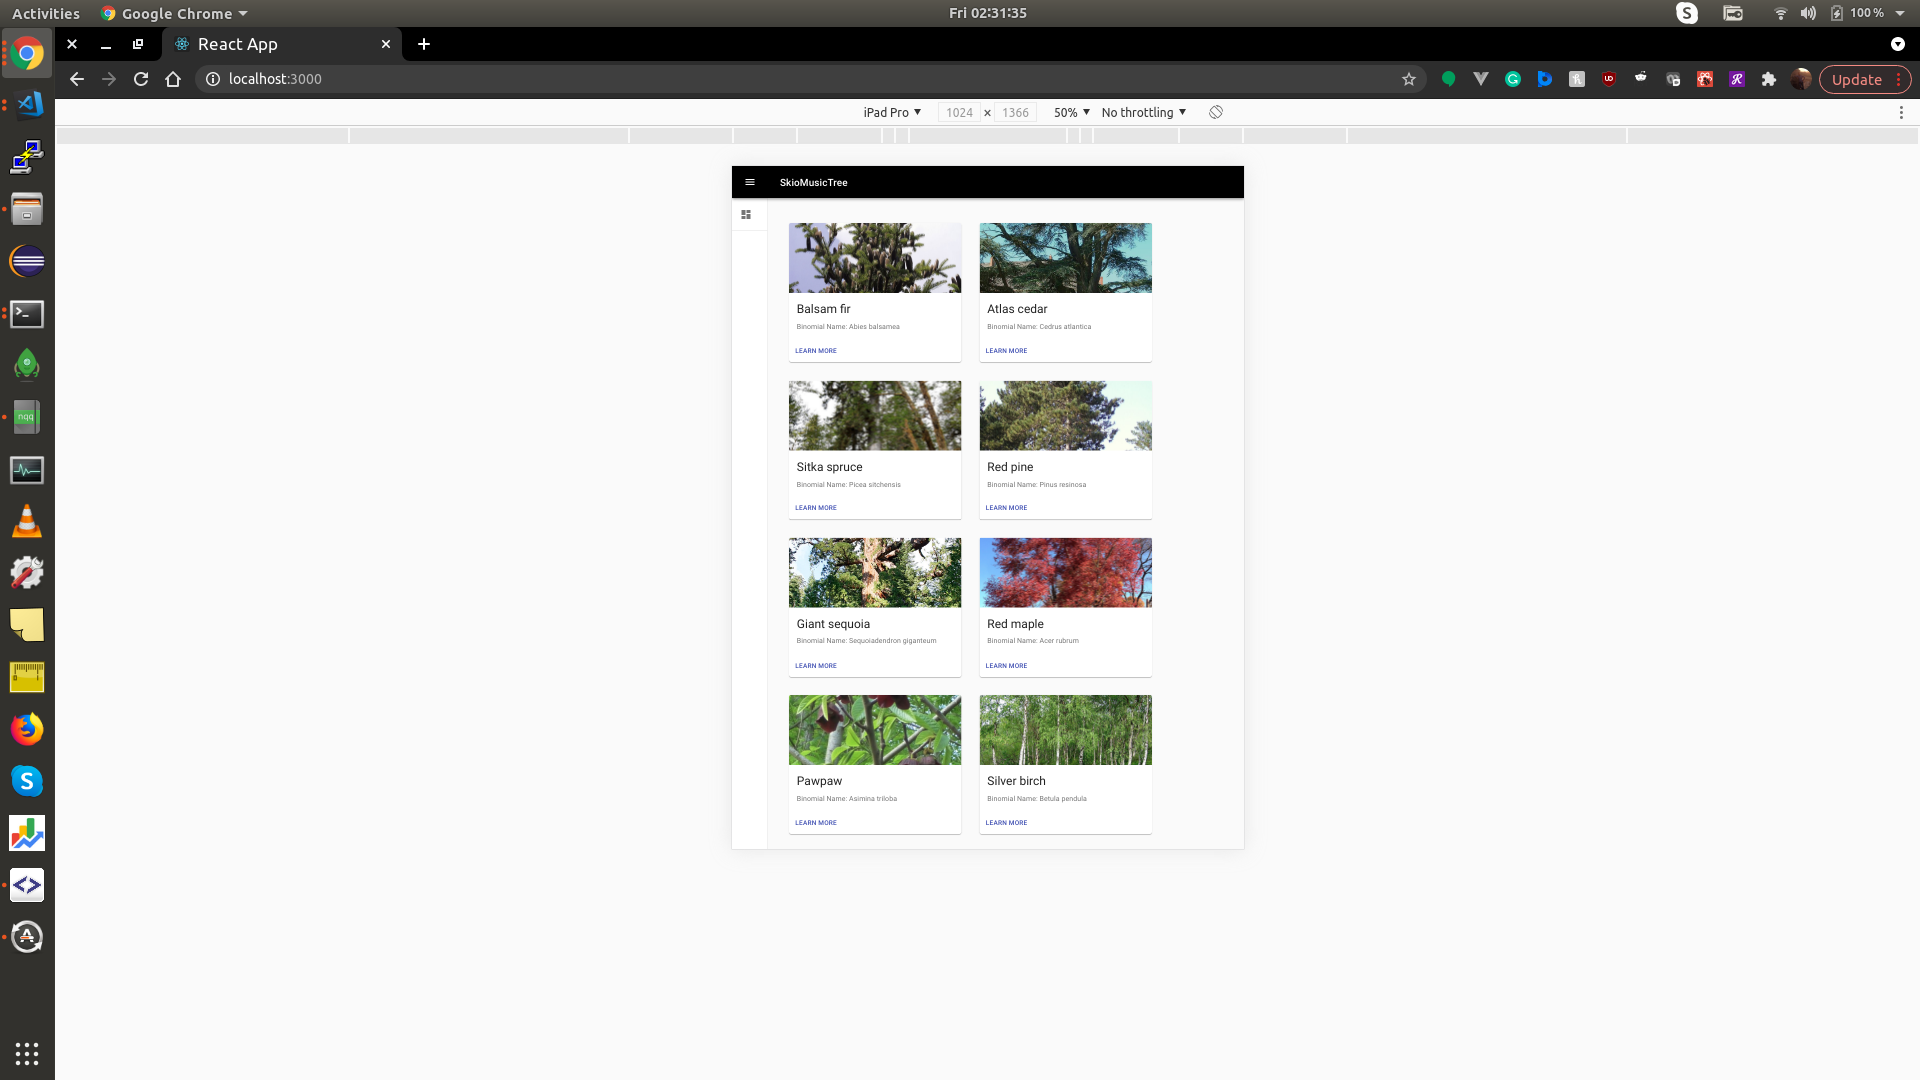 Activities Google Chrome Fri 02:31:35 S 100 %
React App
localhost:3000 Update
iPad Pro 1024 × 1366 50% No throttling
SkioMusicTree
Balsam fir
Binomial Name: Abies balsamea
LEARN MORE
Atlas cedar
Binomial Name: Cedrus atlantica
LEARN MORE
Sitka spruce
Binomial Name: Picea sitchensis
LEARN MORE
Red pine
Binomial Name: Pinus resinosa
LEARN MORE
Giant sequoia
Binomial Name: Sequoiadendron giganteum
LEARN MORE
Red maple
Binomial Name: Acer rubrum
LEARN MORE
Pawpaw
Binomial Name: Asimina triloba
LEARN MORE
Silver birch
Binomial Name: Betula pendula
LEARN MORE
nqq
S